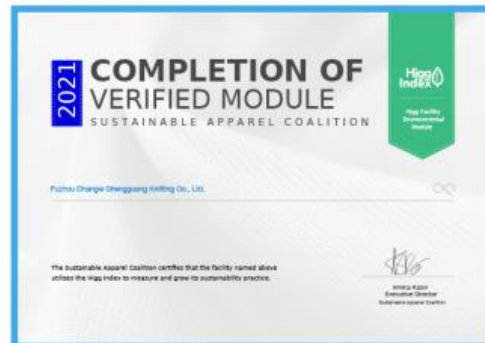 2021
COMPLETION OF
VERIFIED MODULE
SUSTAINABLE APPAREL COALITION
Higg
Index
Higg Facility
Environmental
Module
Fuzhou Changle Shengguang Knitting Co., Ltd.
The Sustainable Apparel Coalition certifies that the facility named above
utilizes the Higg Index to measure and grow its sustainability practice.
Amina Razvi
Executive Director
Sustainable Apparel Coalition